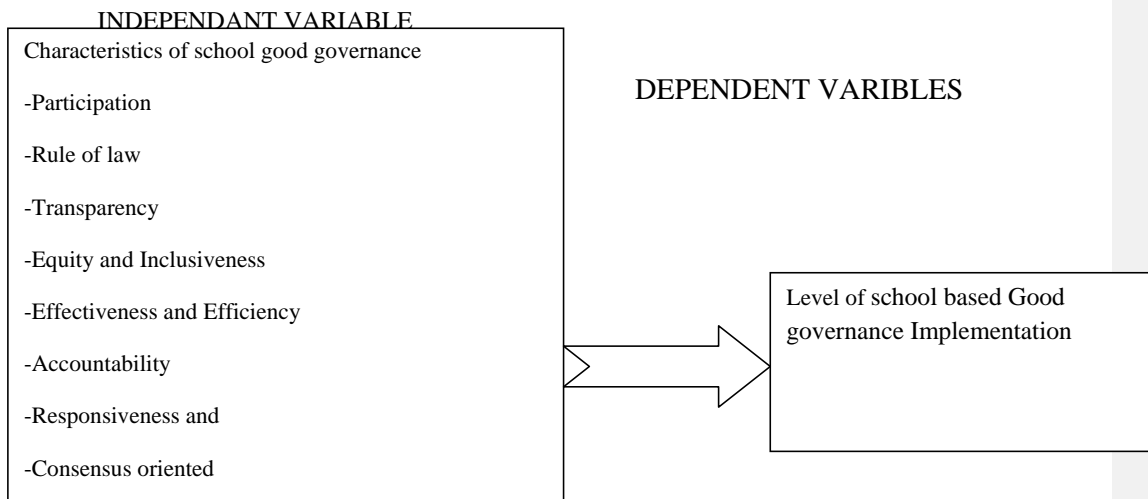 INDEPENDANT VARIABLE
Characteristics of school good governance
-Participation
-Rule of law
-Transparency
-Equity and Inclusiveness
-Effectiveness and Efficiency
-Accountability
-Responsiveness and
-Consensus oriented
DEPENDENT VARIBLES
Level of school based Good
governance Implementation